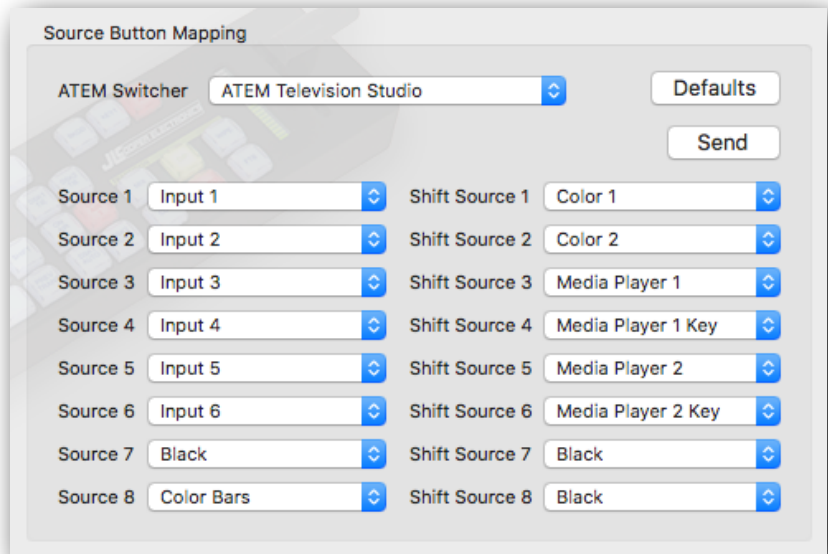 Source Button Mapping
ATEM Switcher ATEM Television Studio Defaults
Send
Source 1 Input 1 Shift Source 1 Color 1
Source 2 Input 2 Shift Source 2 Color 2
Source 3 Input 3 Shift Source 3 Media Player 1
Source 4 Input 4 Shift Source 4 Media Player 1 Key
Source 5 Input 5 Shift Source 5 Media Player 2
Source 6 Input 6 Shift Source 6 Media Player 2 Key
Source 7 Black Shift Source 7 Black
Source 8 Color Bars Shift Source 8 Black
JLCooper ELECTRONICS